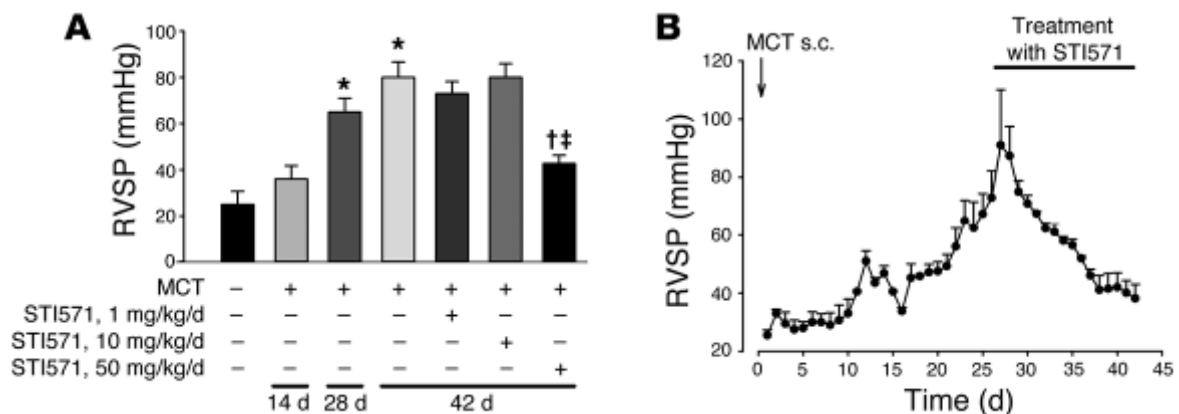 A
RVSP (mmHg)
100
80
60
40
20
0
*
*
†‡
MCT – + + + + + +
STI571, 1 mg/kg/d – – – – + – –
STI571, 10 mg/kg/d – – – – – + –
STI571, 50 mg/kg/d – – – – – – +
14 d 28 d 42 d
B
MCT s.c.
Treatment
with STI571
RVSP (mmHg)
120
100
80
60
40
20
0 5 10 15 20 25 30 35 40 45
Time (d)